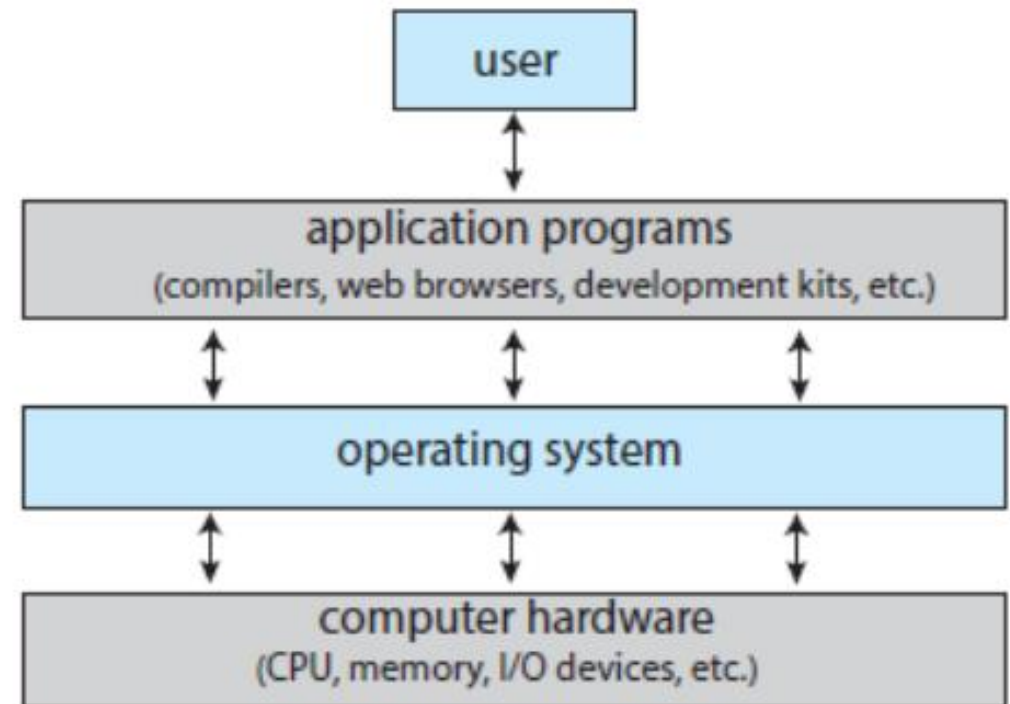 user
application programs
(compilers, web browsers, development kits, etc.)
operating system
computer hardware
(CPU, memory, I/O devices, etc.)